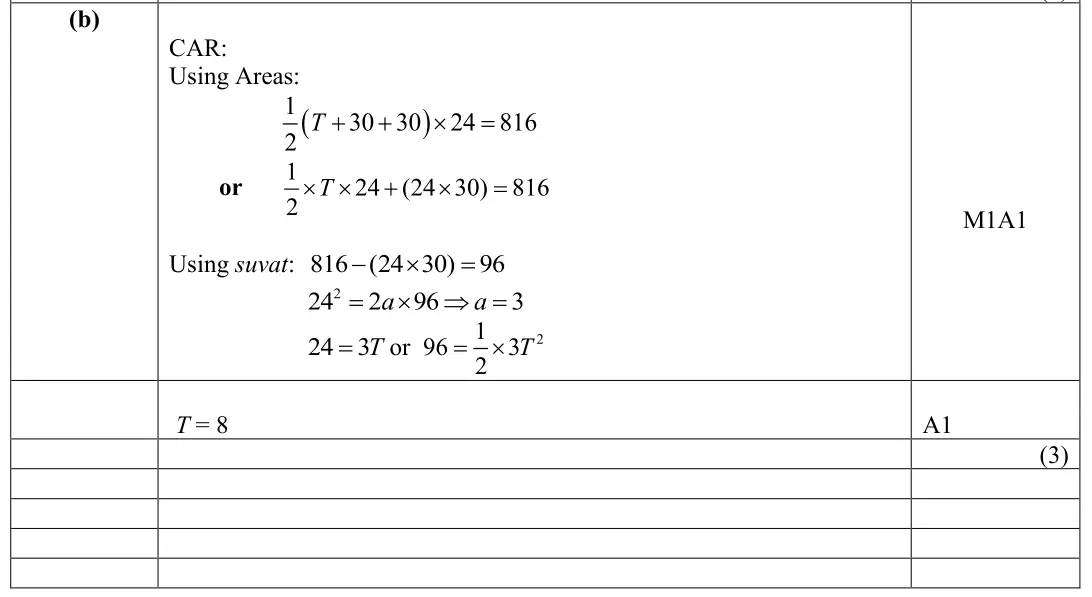 (b)
CAR:
Using Areas:
1/2 (T + 30 + 30) × 24 = 816
or 1/2 × T × 24 + (24 × 30) = 816
M1A1
Using suvat: 816 − (24 × 30) = 96
24² = 2a × 96 ⇒ a = 3
24 = 3T or 96 = 1/2 × 3T²
T = 8 A1
(3)